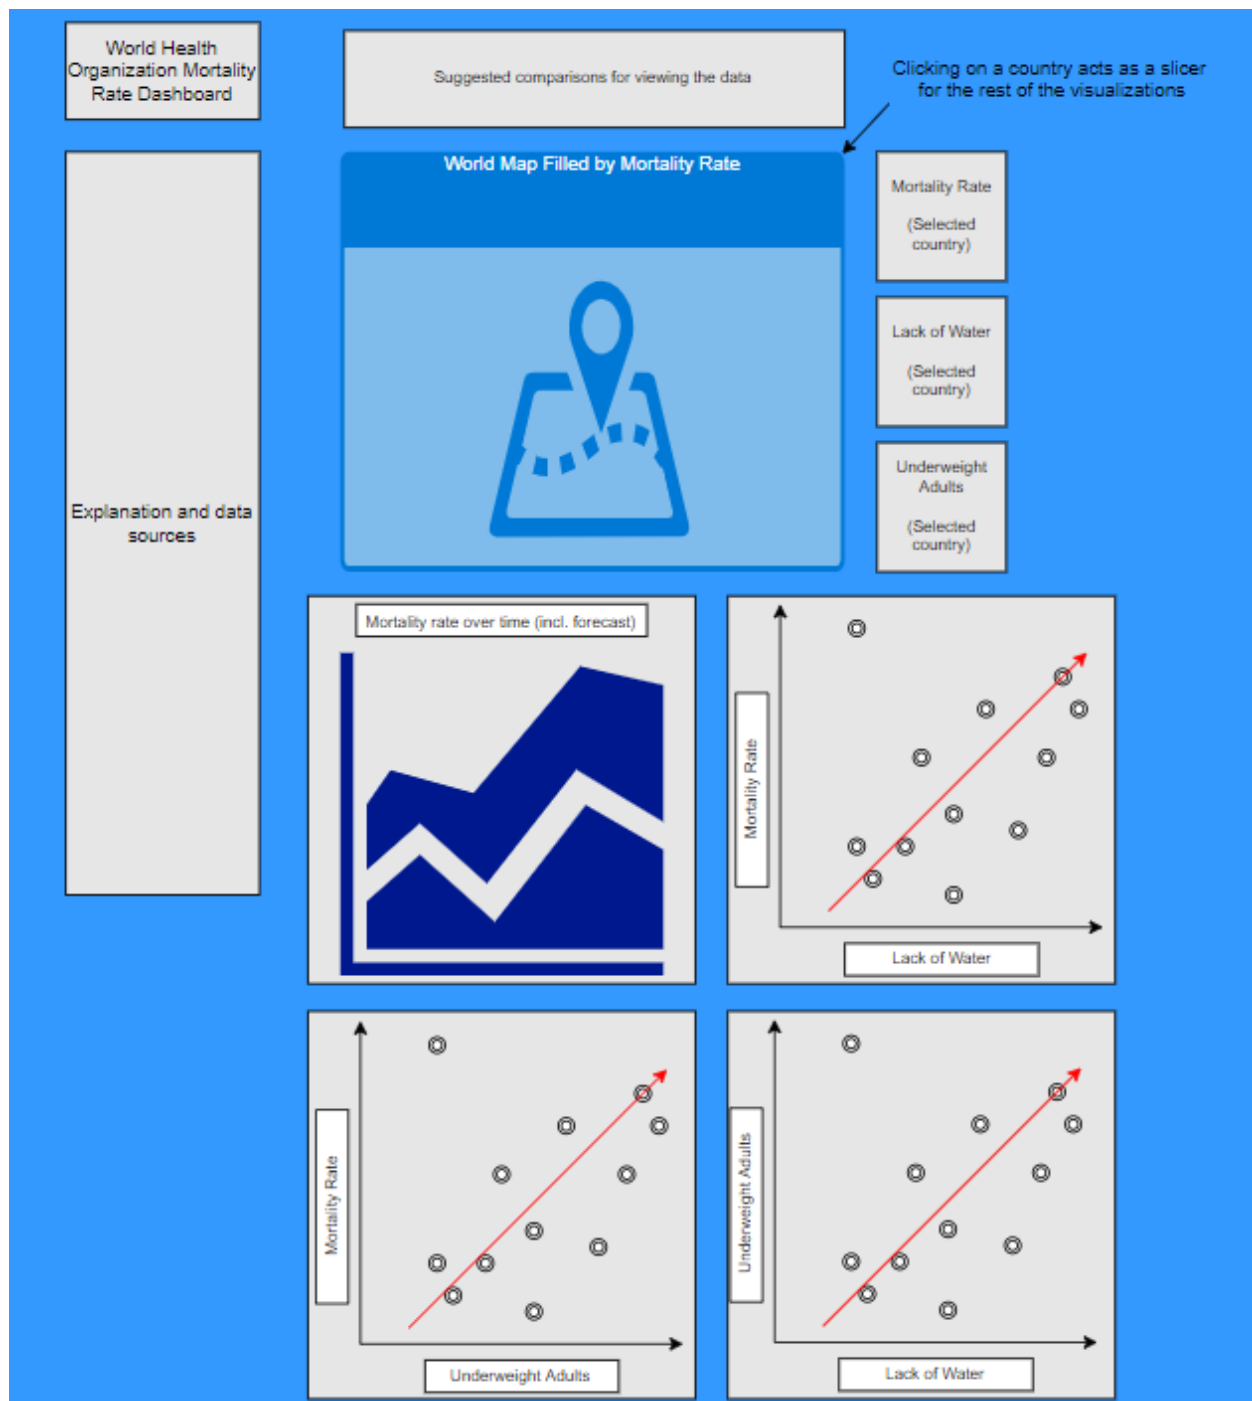 World Health
Organization Mortality
Rate Dashboard
Suggested comparisons for viewing the data
Clicking on a country acts as a slicer
for the rest of the visualizations
Explanation and data
sources
World Map Filled by Mortality Rate
Mortality Rate
(Selected
country)
Lack of Water
(Selected
country)
Underweight
Adults
(Selected
country)
Mortality rate over time (incl. forecast)
Mortality Rate
Lack of Water
Mortality Rate
Underweight Adults
Underweight Adults
Lack of Water